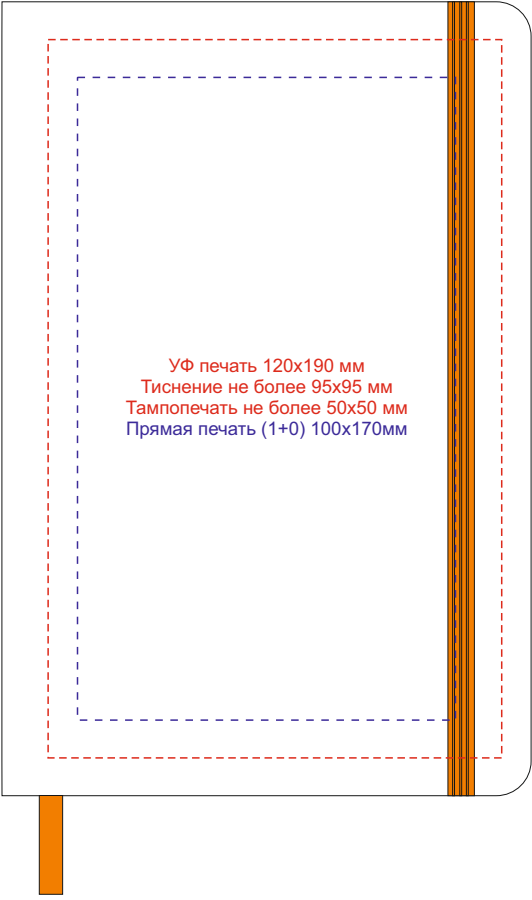 УФ печать 120х190 мм
Тиснение не более 95х95 мм
Тампопечать не более 50х50 мм
Прямая печать (1+0) 100х170мм